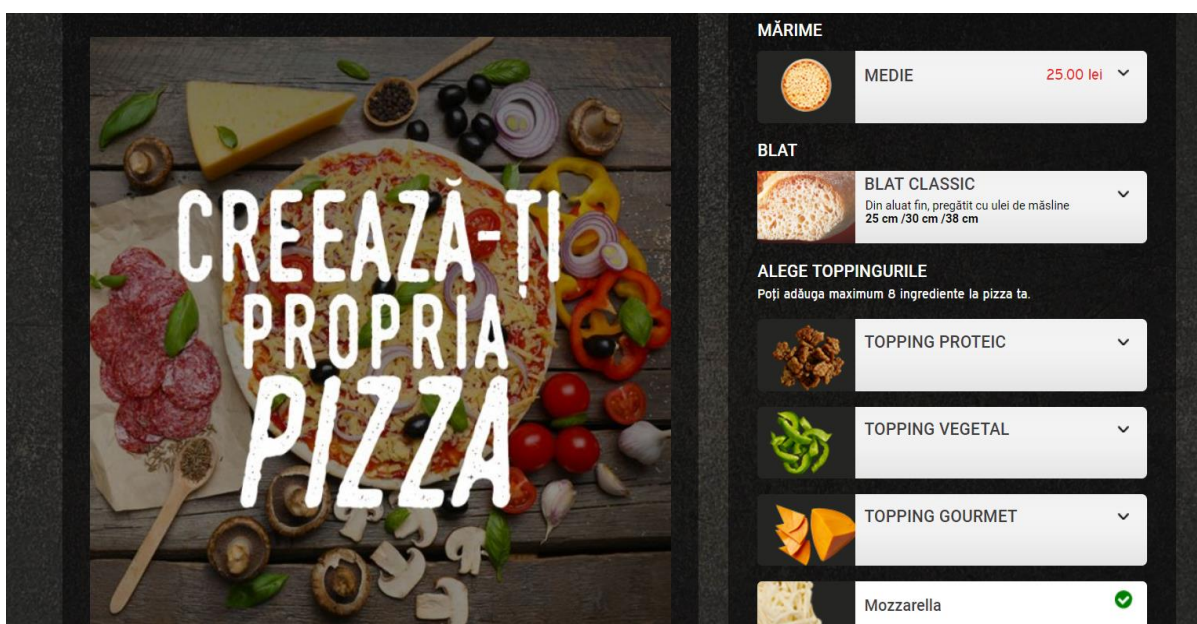 CREEAZĂ-ȚI
PROPRIA
PIZZA
MĂRIME
MEDIE 25.00 lei
BLAT
BLAT CLASSIC
Din aluat fin, pregătit cu ulei de măsline
25 cm /30 cm /38 cm
ALEGE TOPPINGURILE
Poți adăuga maximum 8 ingrediente la pizza ta.
TOPPING PROTEIC
TOPPING VEGETAL
TOPPING GOURMET
Mozzarella